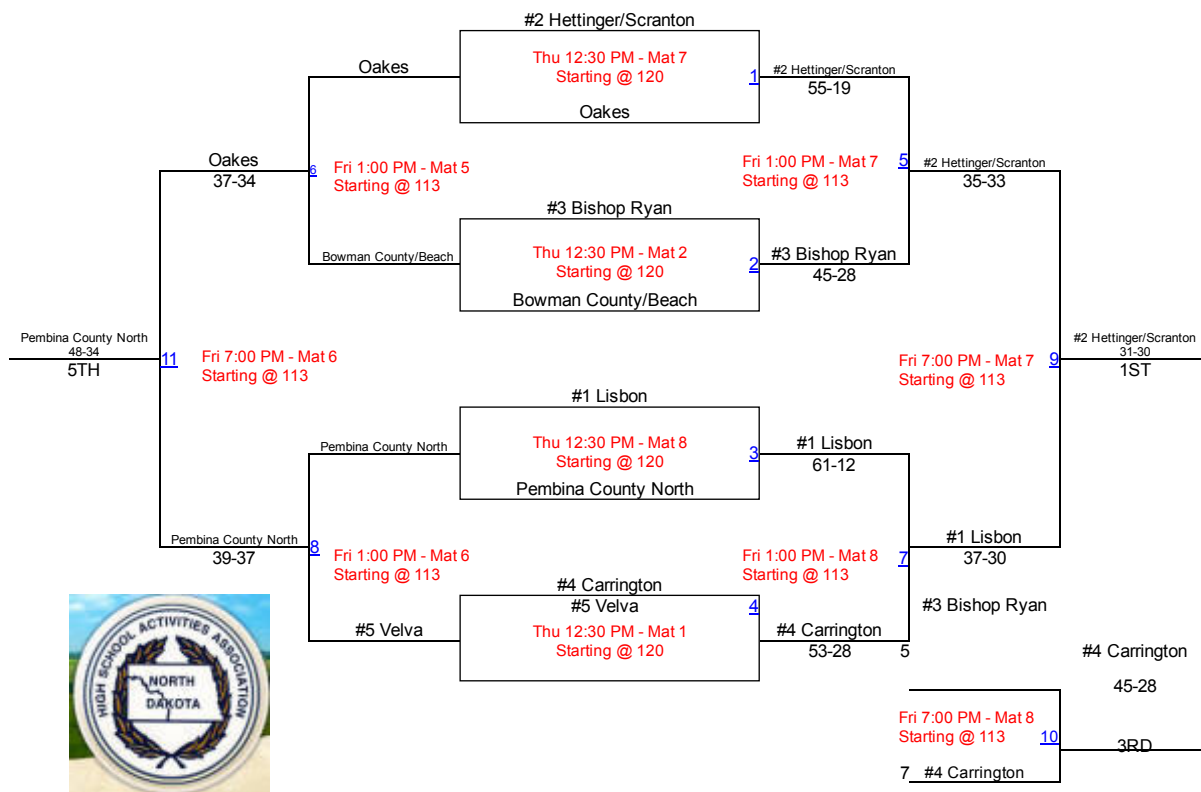 #2 Hettinger/Scranton
Oakes
Thu 12:30 PM - Mat 7
Starting @ 120
1
#2 Hettinger/Scranton
55-19
Oakes
Oakes
37-34
6
Fri 1:00 PM - Mat 5
Starting @ 113
Fri 1:00 PM - Mat 7
Starting @ 113
5
#2 Hettinger/Scranton
35-33
#3 Bishop Ryan
Bowman County/Beach
Thu 12:30 PM - Mat 2
Starting @ 120
2
#3 Bishop Ryan
45-28
Bowman County/Beach
Pembina County North
48-34
5TH
11
Fri 7:00 PM - Mat 6
Starting @ 113
Fri 7:00 PM - Mat 7
Starting @ 113
9
#2 Hettinger/Scranton
31-30
1ST
#1 Lisbon
Pembina County North
Thu 12:30 PM - Mat 8
Starting @ 120
3
#1 Lisbon
61-12
Pembina County North
Pembina County North
39-37
8
Fri 1:00 PM - Mat 6
Starting @ 113
Fri 1:00 PM - Mat 8
Starting @ 113
7
#1 Lisbon
37-30
#4 Carrington
#5 Velva
4
#5 Velva
Thu 12:30 PM - Mat 1
Starting @ 120
#4 Carrington
53-28
#3 Bishop Ryan
5
#4 Carrington
45-28
Fri 7:00 PM - Mat 8
Starting @ 113
10
3RD
7
#4 Carrington
HIGH SCHOOL ACTIVITIES ASSOCIATION
NORTH
DAKOTA